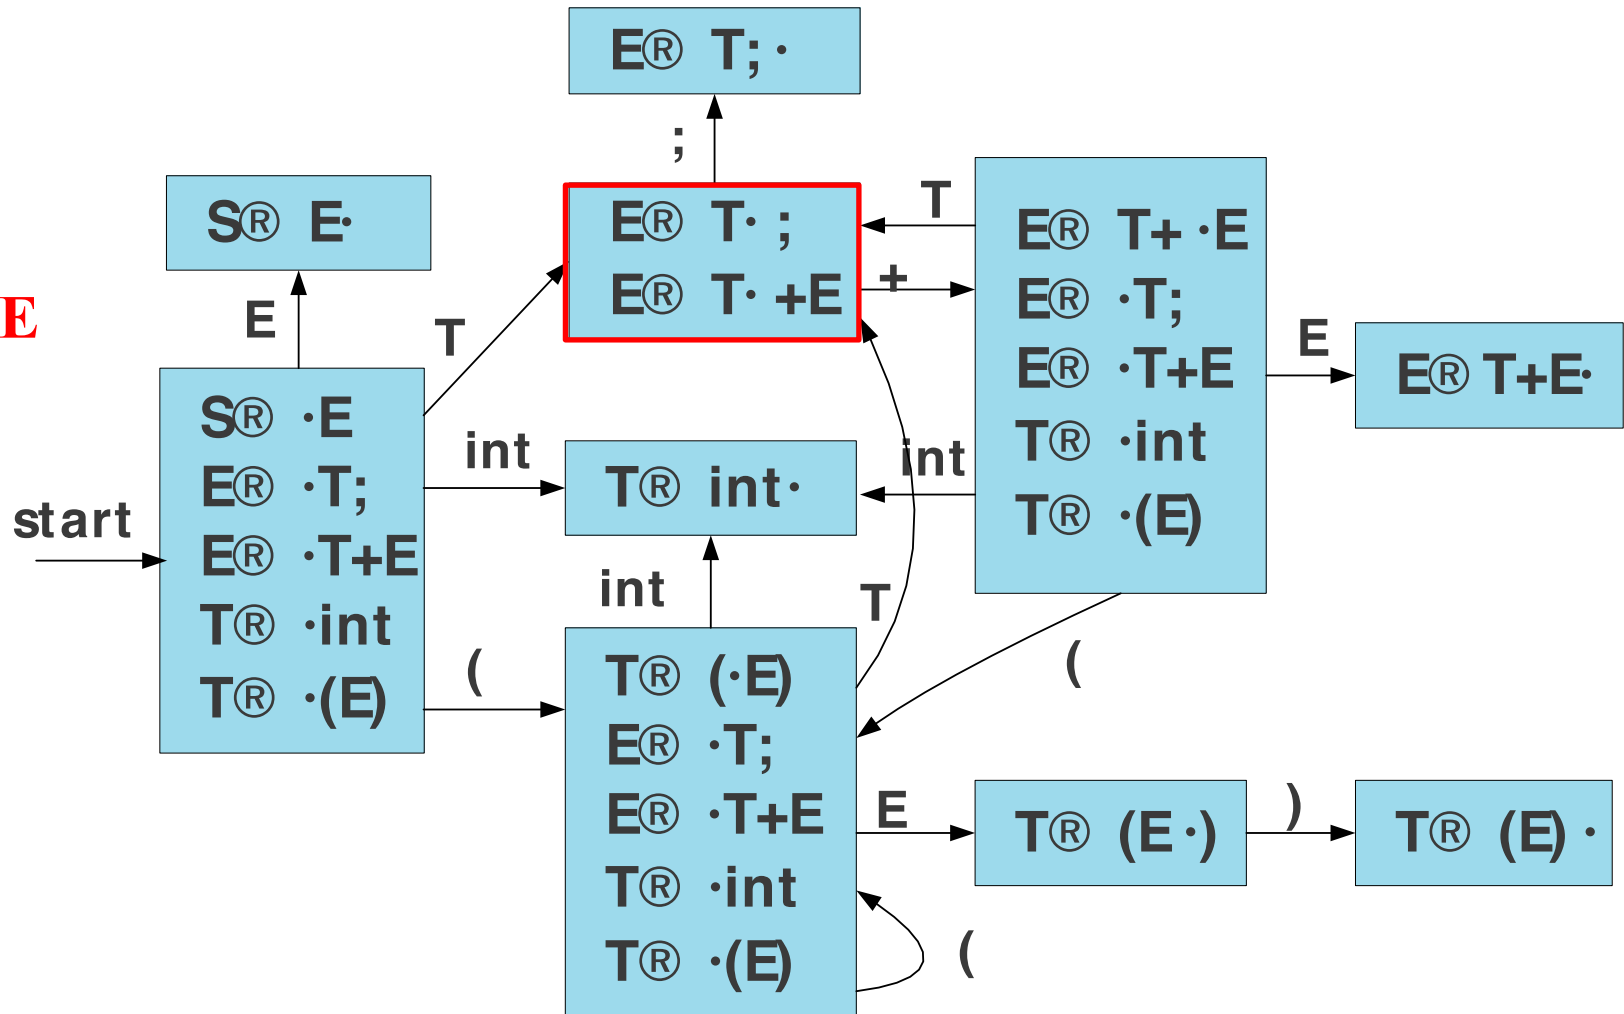 E® T; ·
;
S® E·
E® T· ;
E® T· +E
T
+
E® T+ ·E
E® ·T;
E® ·T+E
T® ·int
T® ·(E)
E
E
T
E
E® T+E·
S® ·E
E® ·T;
E® ·T+E
T® ·int
T® ·(E)
start
int
T® int·
int
int
T
(
(
T® (·E)
E® ·T;
E® ·T+E
T® ·int
T® ·(E)
E
T® (E·)
)
T® (E) ·
(